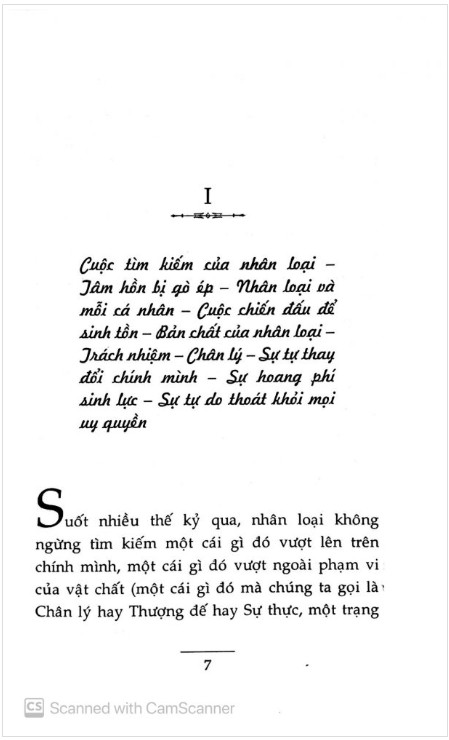 I
Cuộc tìm kiếm của nhân loại –
Tâm hồn bị gò ép – Nhân loại và
mỗi cá nhân – Cuộc chiến đấu để
sinh tồn – Bản chất của nhân loại –
Trách nhiệm – Chân lý – Sự tự thay
đổi chính mình – Sự hoang phí
sinh lực – Sự tự do thoát khỏi mọi
uy quyền
Suốt nhiều thế kỷ qua, nhân loại không
ngừng tìm kiếm một cái gì đó vượt lên trên
chính mình, một cái gì đó vượt ngoài phạm vi
của vật chất (một cái gì đó mà chúng ta gọi là
Chân lý hay Thượng đế hay Sự thực, một trạng
7
CS Scanned with CamScanner